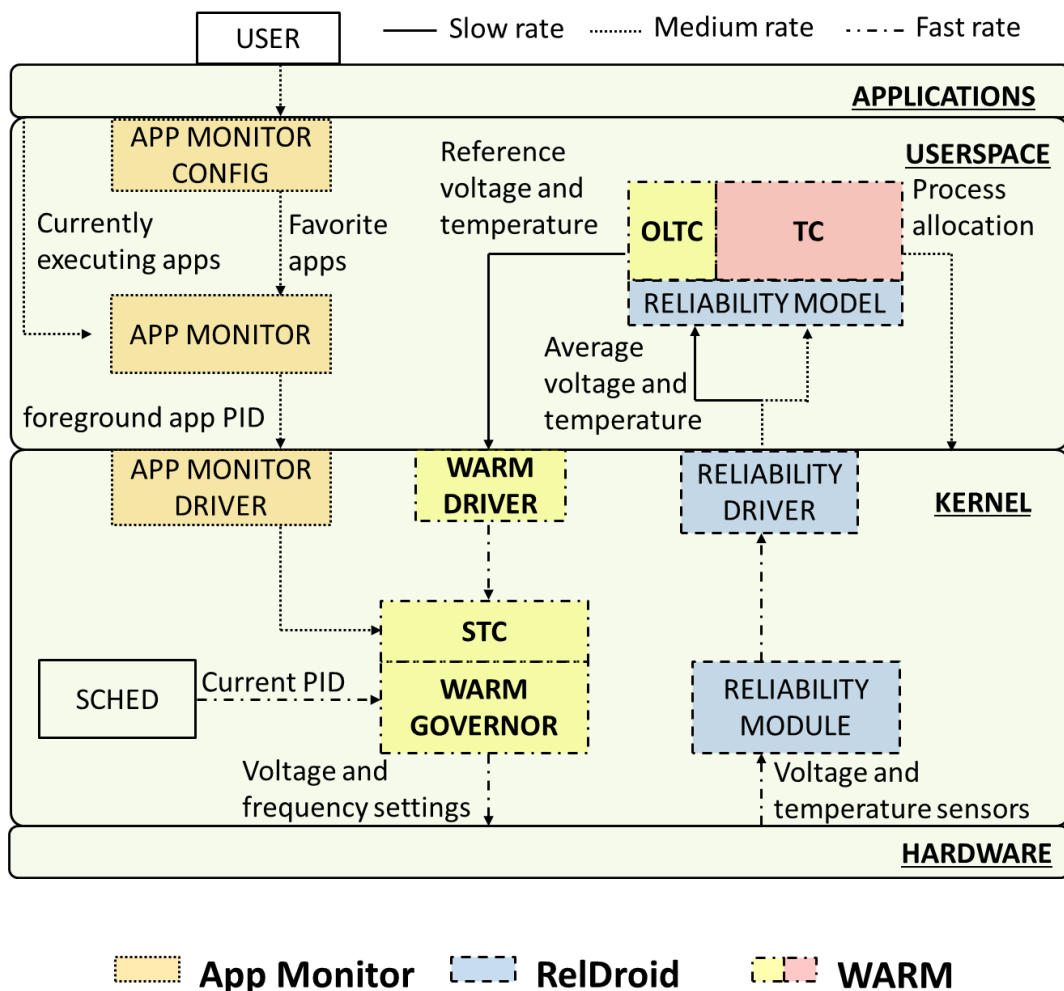 USER
Slow rate
Medium rate
Fast rate
APPLICATIONS
APP MONITOR
CONFIG
Reference
voltage and
temperature
USERSPACE
Process
allocation
OLTC
TC
Currently
executing apps
Favorite
apps
RELIABILITY MODEL
APP MONITOR
Average
voltage and
temperature
foreground app PID
APP MONITOR
DRIVER
WARM
DRIVER
RELIABILITY
DRIVER
KERNEL
STC
SCHED
Current PID
WARM
GOVERNOR
RELIABILITY
MODULE
Voltage and
frequency settings
Voltage and
temperature sensors
HARDWARE
App Monitor
RelDroid
WARM